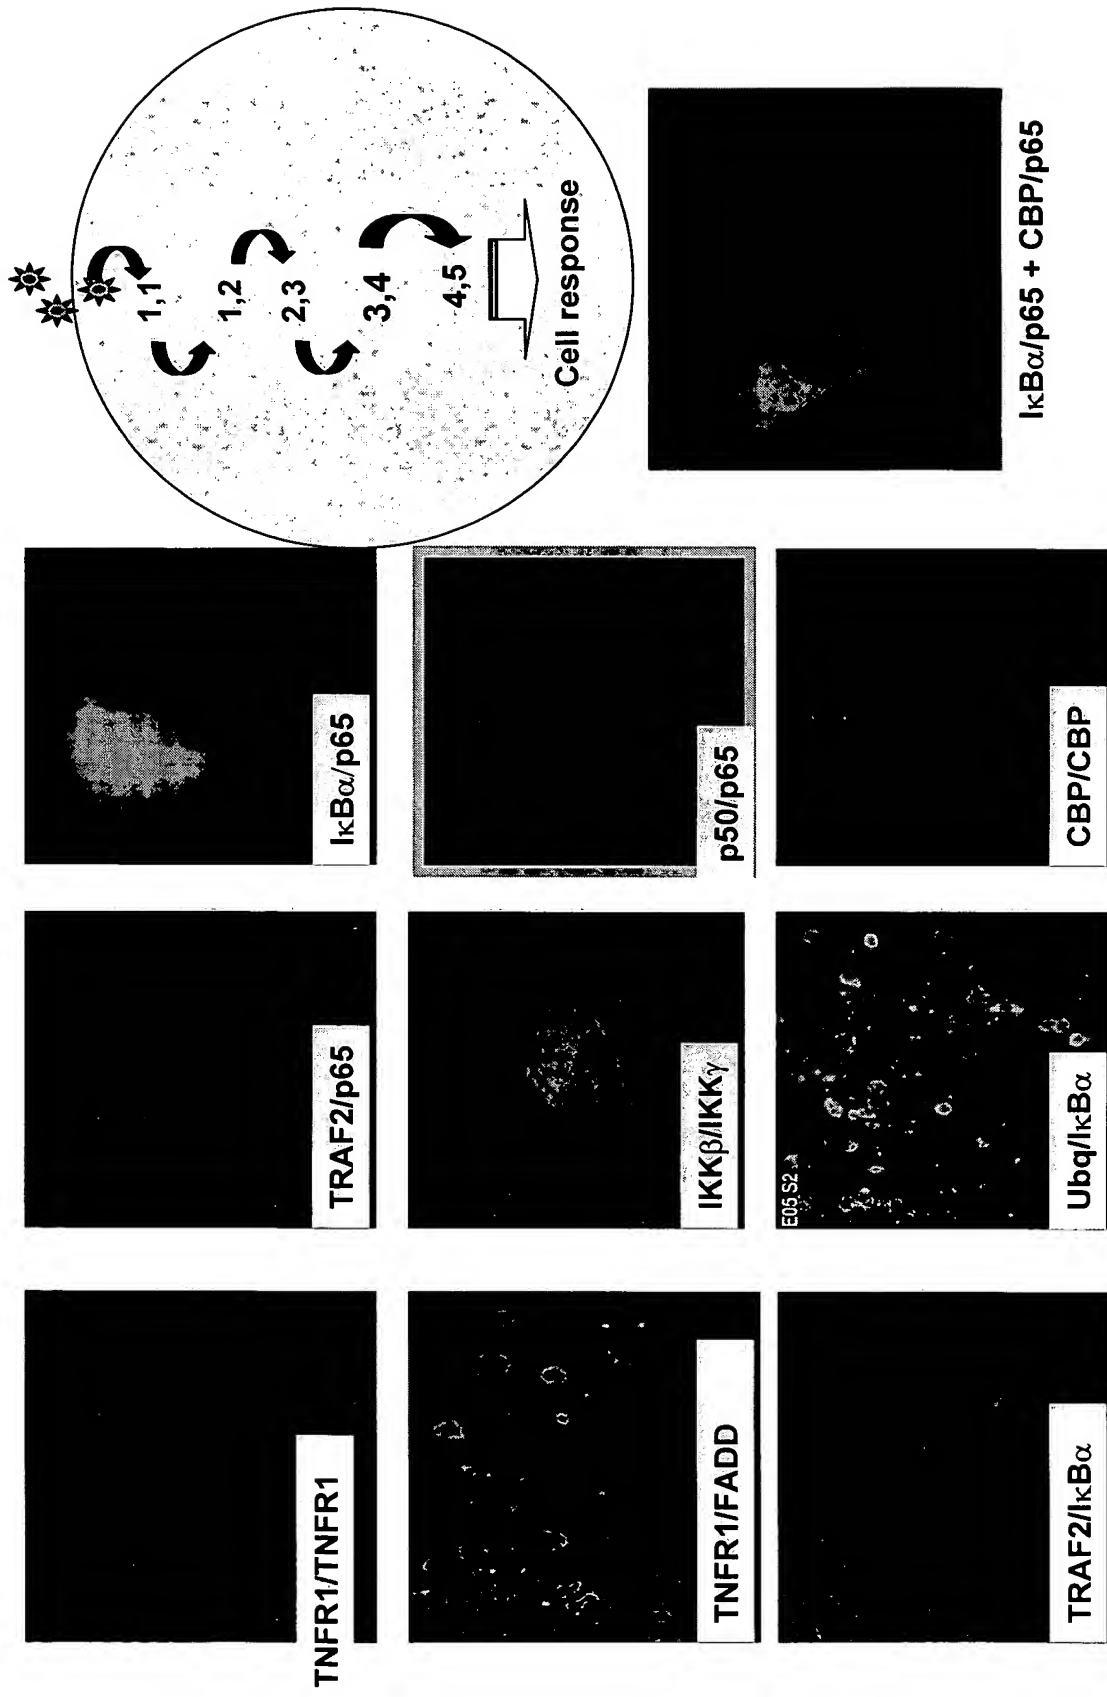 TNFR1/TNFR1
TRAF2/p65
IκBα/p65
1,1
1,2
2,3
3,4
4,5
Cell response
TNFR1/FADD
IKKβ/IKKγ
p50/p65
TRAF2/IκBα
E05 S2
Ubq/IκBα
CBP/CBP
IκBα/p65 + CBP/p65